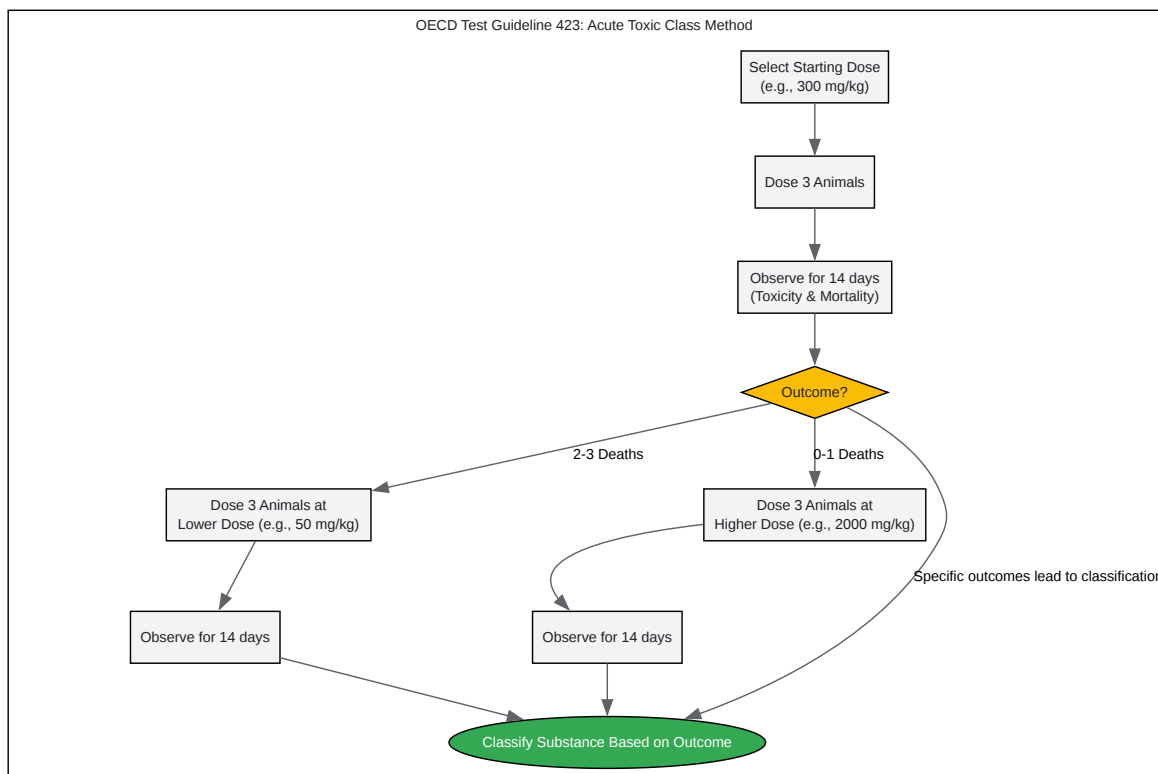 OECD Test Guideline 423: Acute Toxic Class Method
Select Starting Dose
(e.g., 300 mg/kg)
Dose 3 Animals
Observe for 14 days
(Toxicity & Mortality)
Outcome?
2-3 Deaths
0-1 Deaths
Dose 3 Animals at
Lower Dose (e.g., 50 mg/kg)
Dose 3 Animals at
Higher Dose (e.g., 2000 mg/kg)
Specific outcomes lead to classification
Observe for 14 days
Observe for 14 days
Classify Substance Based on Outcome